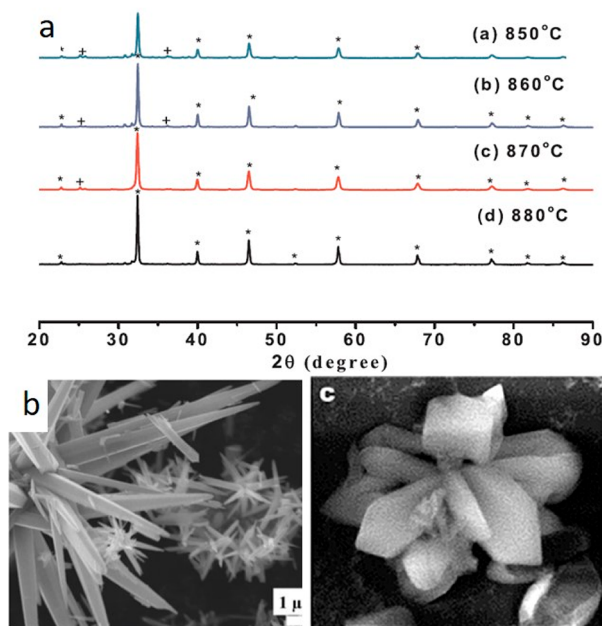 a
(a) 850°C
* + + * * * *
(b) 860°C
* + + * * * * * * *
(c) 870°C
* + * * * * * * * *
(d) 880°C
* * * * * * * * * *
20 30 40 50 60 70 80 90
2θ (degree)
b
1 µ
c